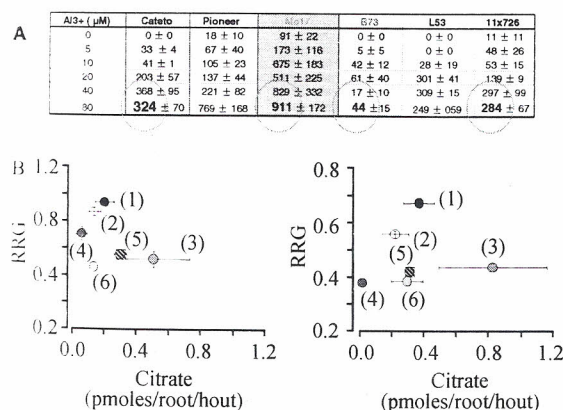 A
Al3+ (µM) Cateto Pioneer Mo17 B73 L53 11x726
0 0 ± 0 18 ± 10 91 ± 22 0 ± 0 0 ± 0 11 ± 11
5 33 ± 4 67 ± 40 173 ± 116 5 ± 5 0 ± 0 48 ± 26
10 41 ± 1 105 ± 23 675 ± 183 42 ± 12 28 ± 19 53 ± 15
20 203 ± 57 137 ± 44 511 ± 225 61 ± 40 301 ± 41 139 ± 9
40 368 ± 95 221 ± 82 829 ± 332 17 ± 10 309 ± 15 297 ± 99
80 324 ± 70 769 ± 168 911 ± 172 44 ± 15 249 ± 059 284 ± 67
B
1.2
0.8
0.4
0.2
RRG
(1)
(2)
(4)
(5)
(3)
(6)
0.0 0.4 0.8 1.2
Citrate
(pmoles/root/hout)
0.8
0.6
0.4
0.2
RRG
(1)
(2)
(5)
(3)
(4)
(6)
0.0 0.4 0.8 1.2
Citrate
(pmoles/root/hout)